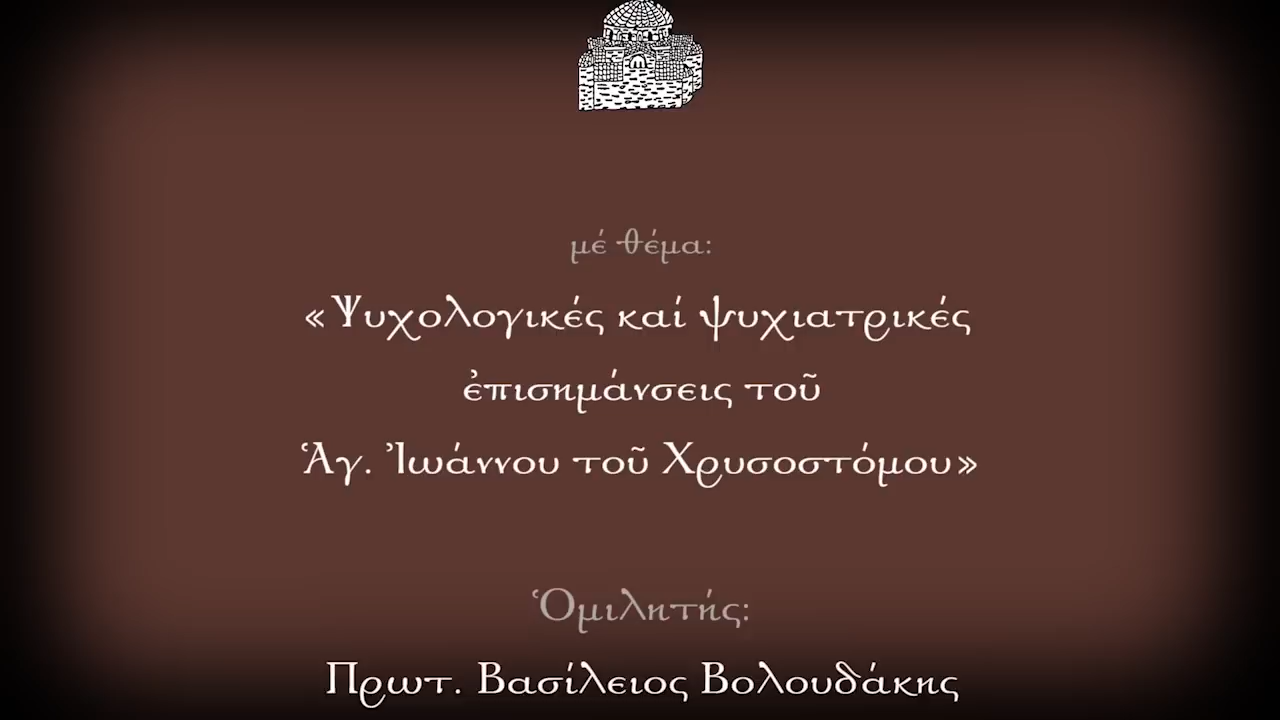 μέ θέμα:
«Ψυχολογικές καί ψυχιατρικές
ἐπισημάνσεις τοῦ
Ἁγ. Ἰωάννου τοῦ Χρυσοστόμου»
Ὁμιλητής:
Πρωτ. Βασίλειος Βολουδάκης